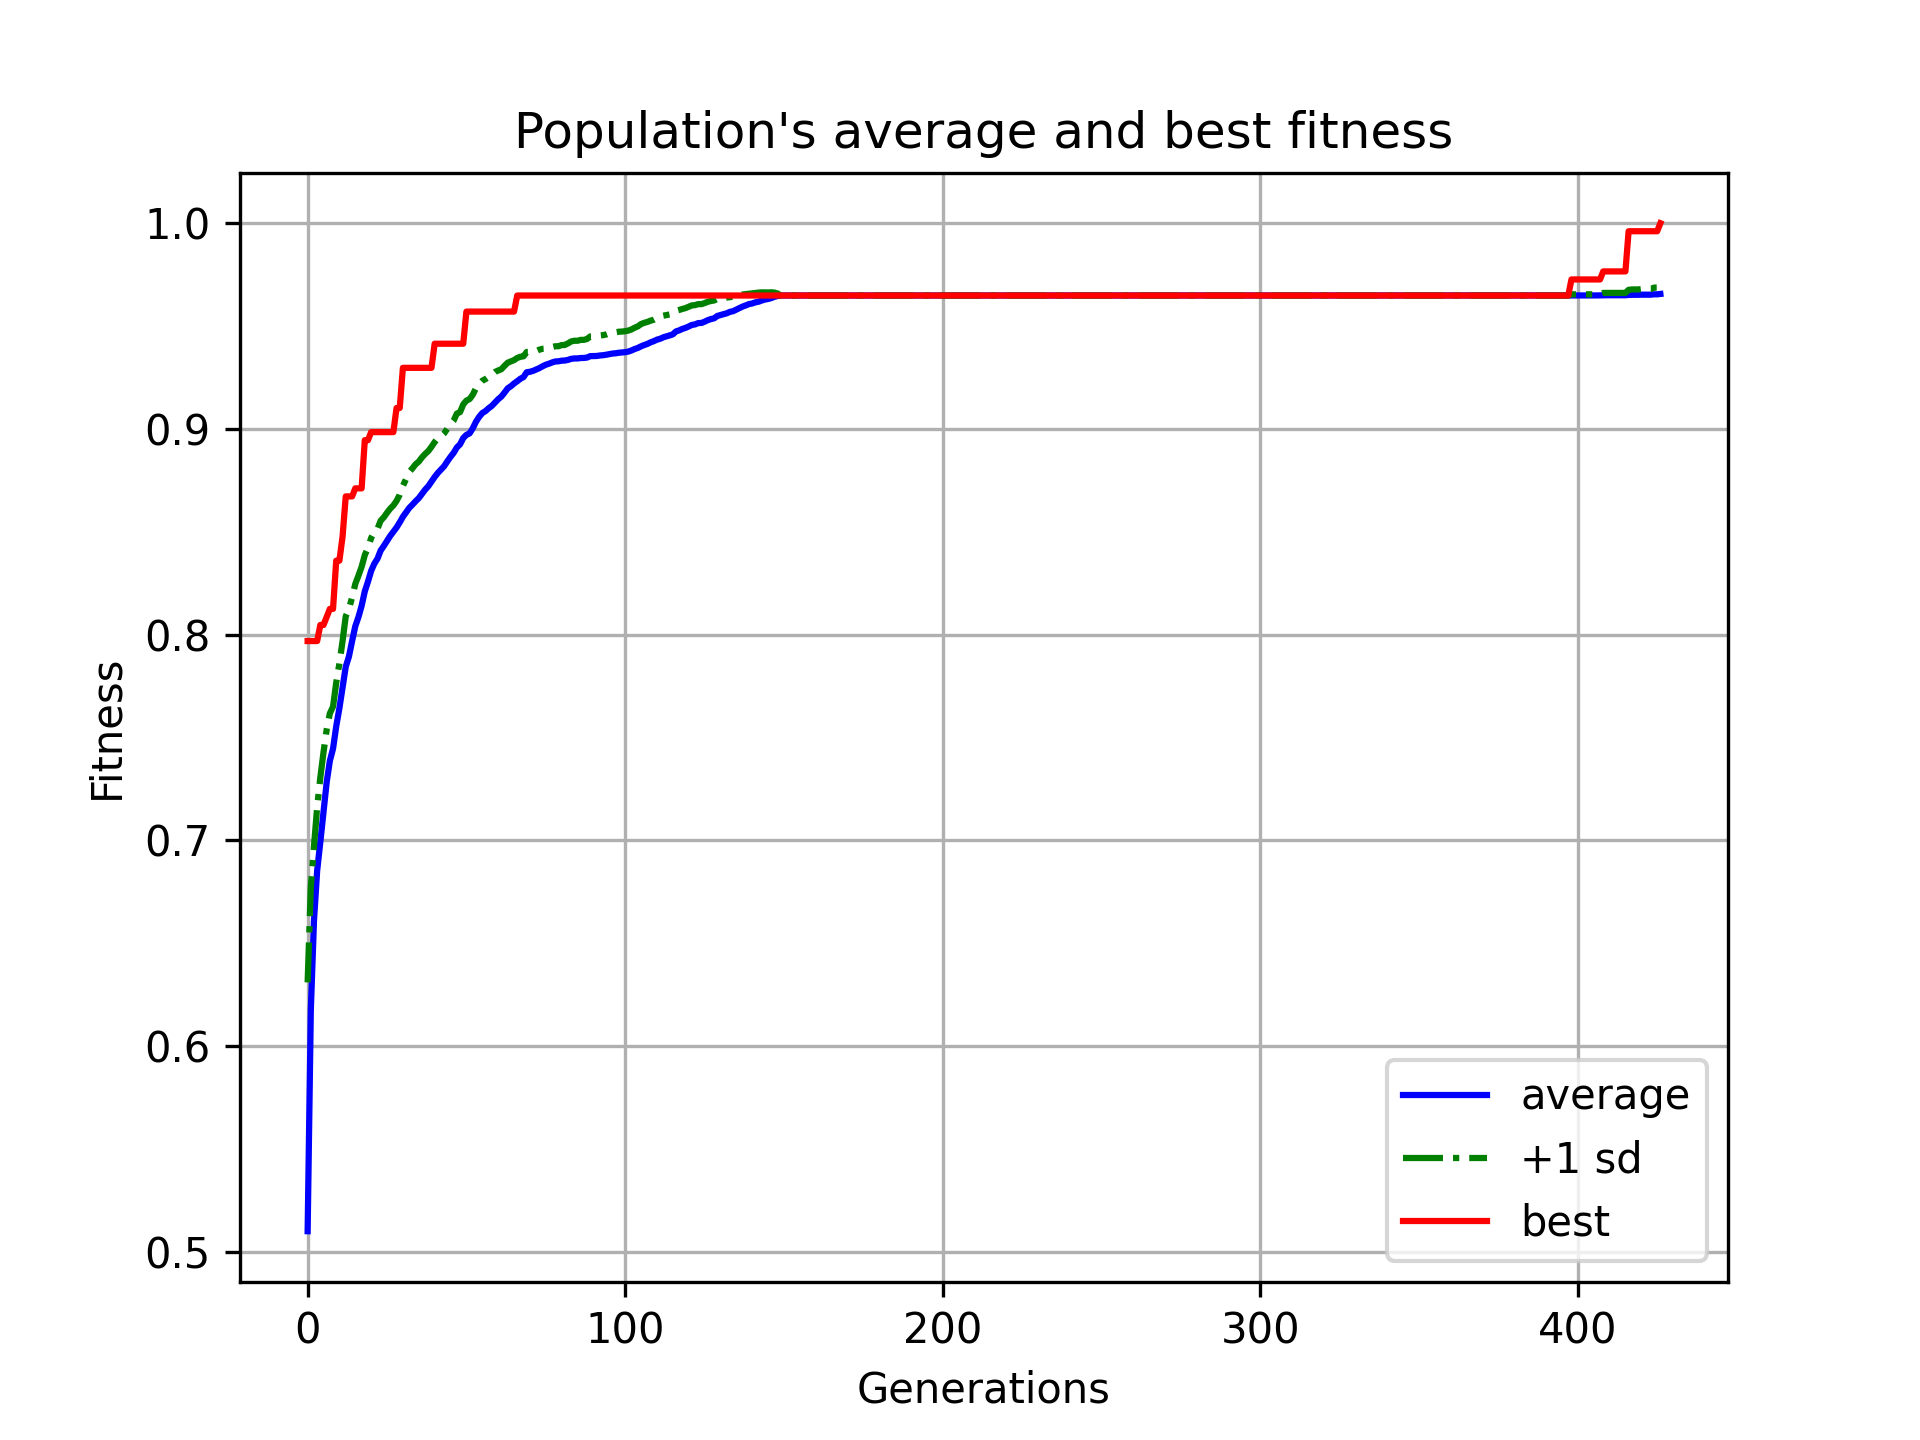 Population's average and best fitness
1.0
0.9
0.8
0.7
0.6
0.5
Fitness
0 100 200 300 400
Generations
average
+1 sd
best